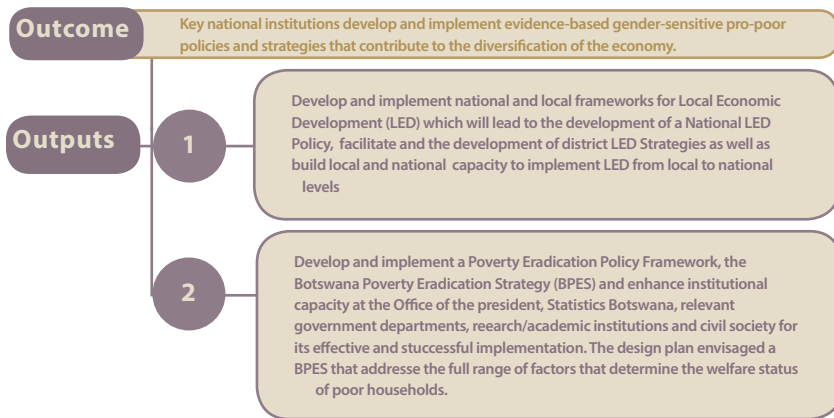 Outcome
Key national institutions develop and implement evidence-based gender-sensitive pro-poor
policies and strategies that contribute to the diversification of the economy.
Outputs
1
Develop and implement national and local frameworks for Local Economic
Development (LED) which will lead to the development of a National LED
Policy, facilitate and the development of district LED Strategies as well as
build local and national capacity to implement LED from local to national
levels
2
Develop and implement a Poverty Eradication Policy Framework, the
Botswana Poverty Eradication Strategy (BPES) and enhance institutional
capacity at the Office of the president, Statistics Botswana, relevant
government departments, reearch/academic institutions and civil society for
its effective and stuccessful implementation. The design plan envisaged a
BPES that addresse the full range of factors that determine the welfare status
of poor households.